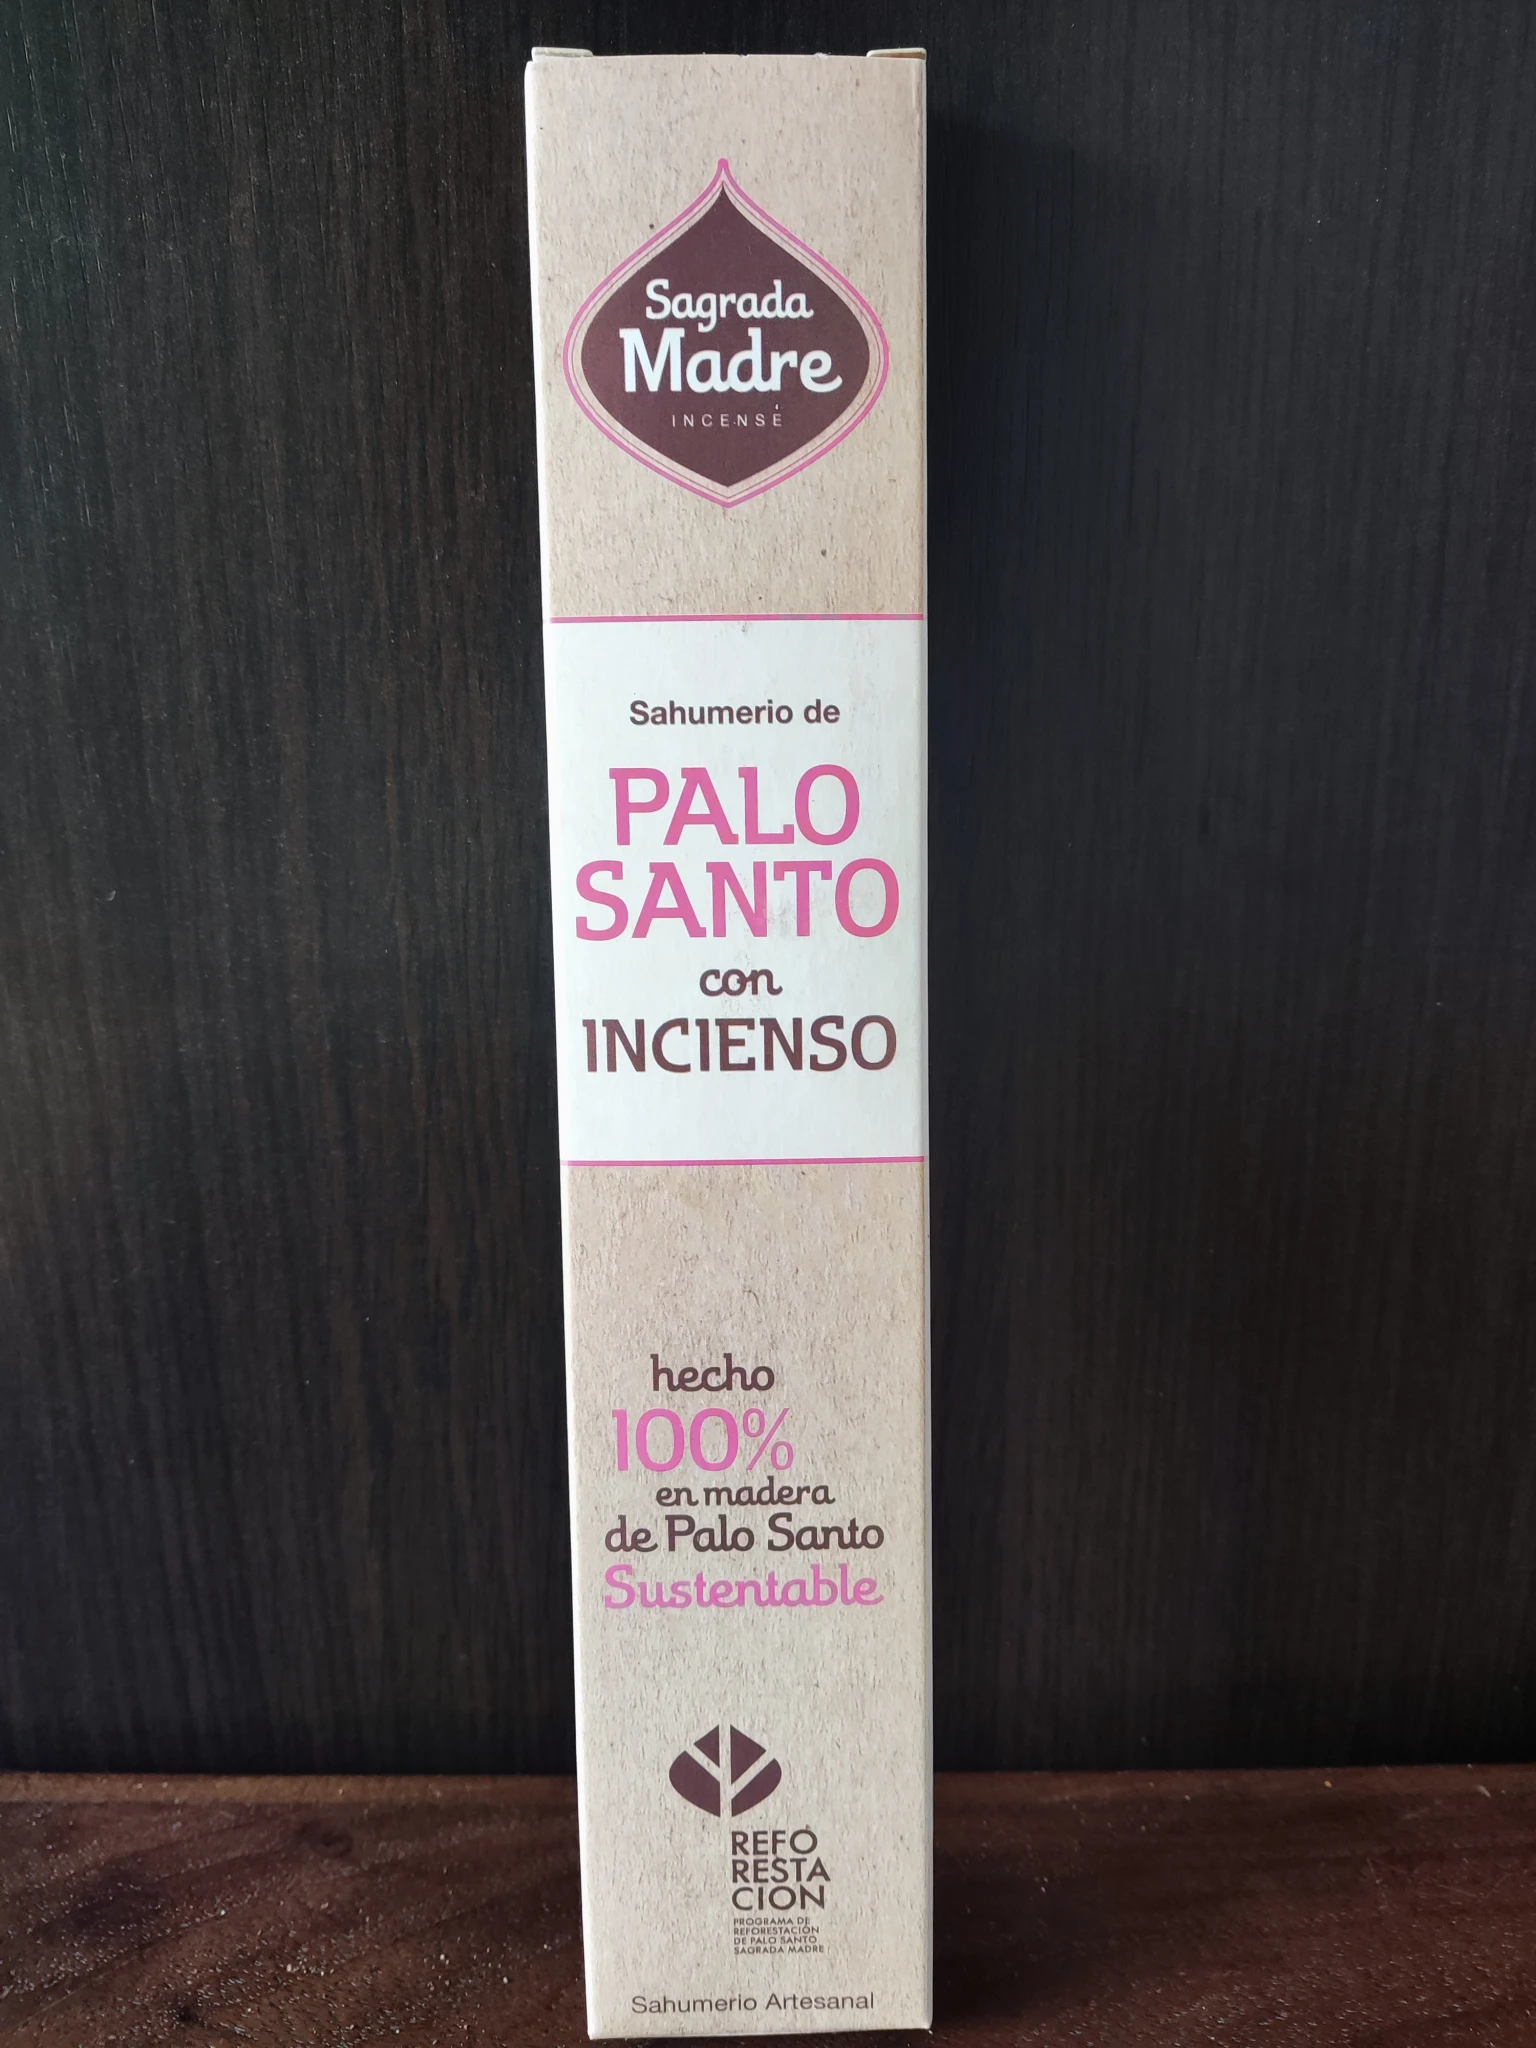 Sagrada
Madre
INCENSE
Sahumerio de
PALO
SANTO
con
INCIENSO
hecho
100%
en madera
de Palo Santo
Sustentable
REFO
RESTA
CION
PROGRAMA DE
REFORESTACIÓN
DE PALO SANTO
SAGRADA MADRE
Sahumerio Artesanal